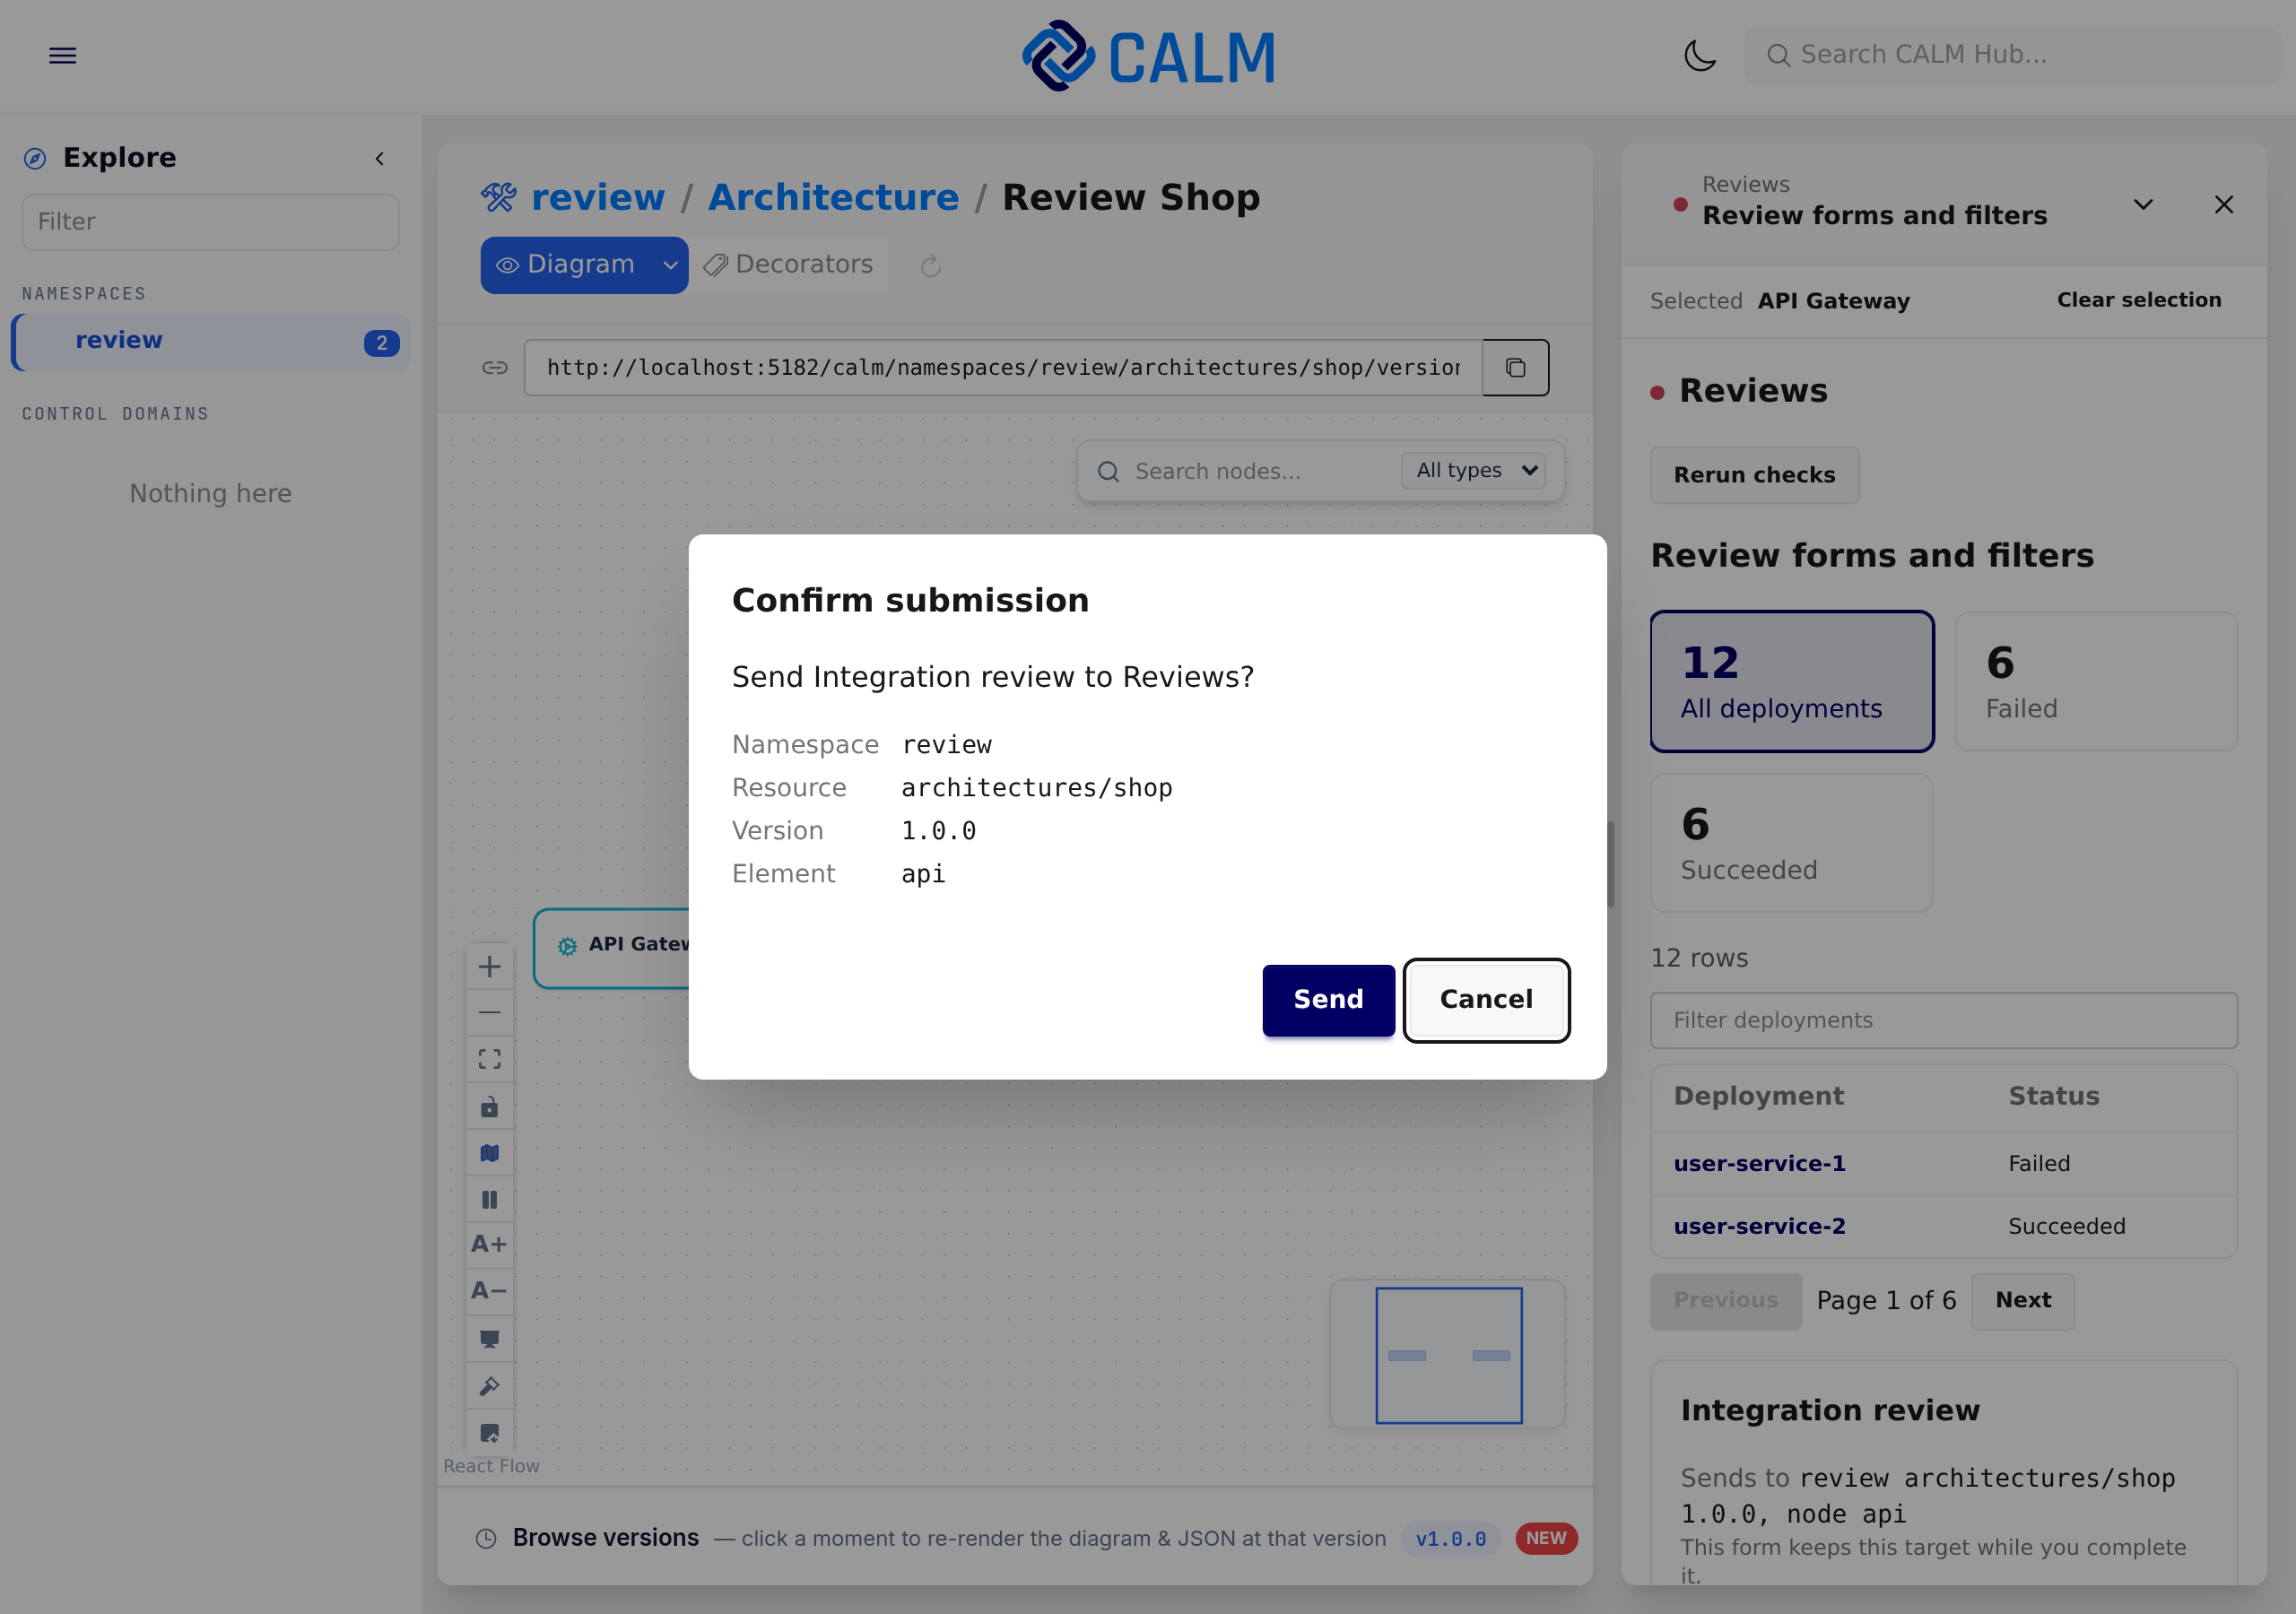 CALM
Search CALM Hub...
Explore
Filter
NAMESPACES
review 2
CONTROL DOMAINS
Nothing here
review / Architecture / Review Shop
Diagram
Decorators
http://localhost:5182/calm/namespaces/review/architectures/shop/version
Search nodes...
All types
API Gatew
A+
A−
React Flow
Browse versions — click a moment to re-render the diagram & JSON at that version v1.0.0 NEW
Confirm submission
Send Integration review to Reviews?
Namespace review
Resource architectures/shop
Version 1.0.0
Element api
Send
Cancel
Reviews
Review forms and filters
Selected API Gateway
Clear selection
Reviews
Rerun checks
Review forms and filters
12
All deployments
6
Failed
6
Succeeded
12 rows
Filter deployments
Deployment Status
user-service-1 Failed
user-service-2 Succeeded
Previous Page 1 of 6 Next
Integration review
Sends to review architectures/shop
1.0.0, node api
This form keeps this target while you complete
it.